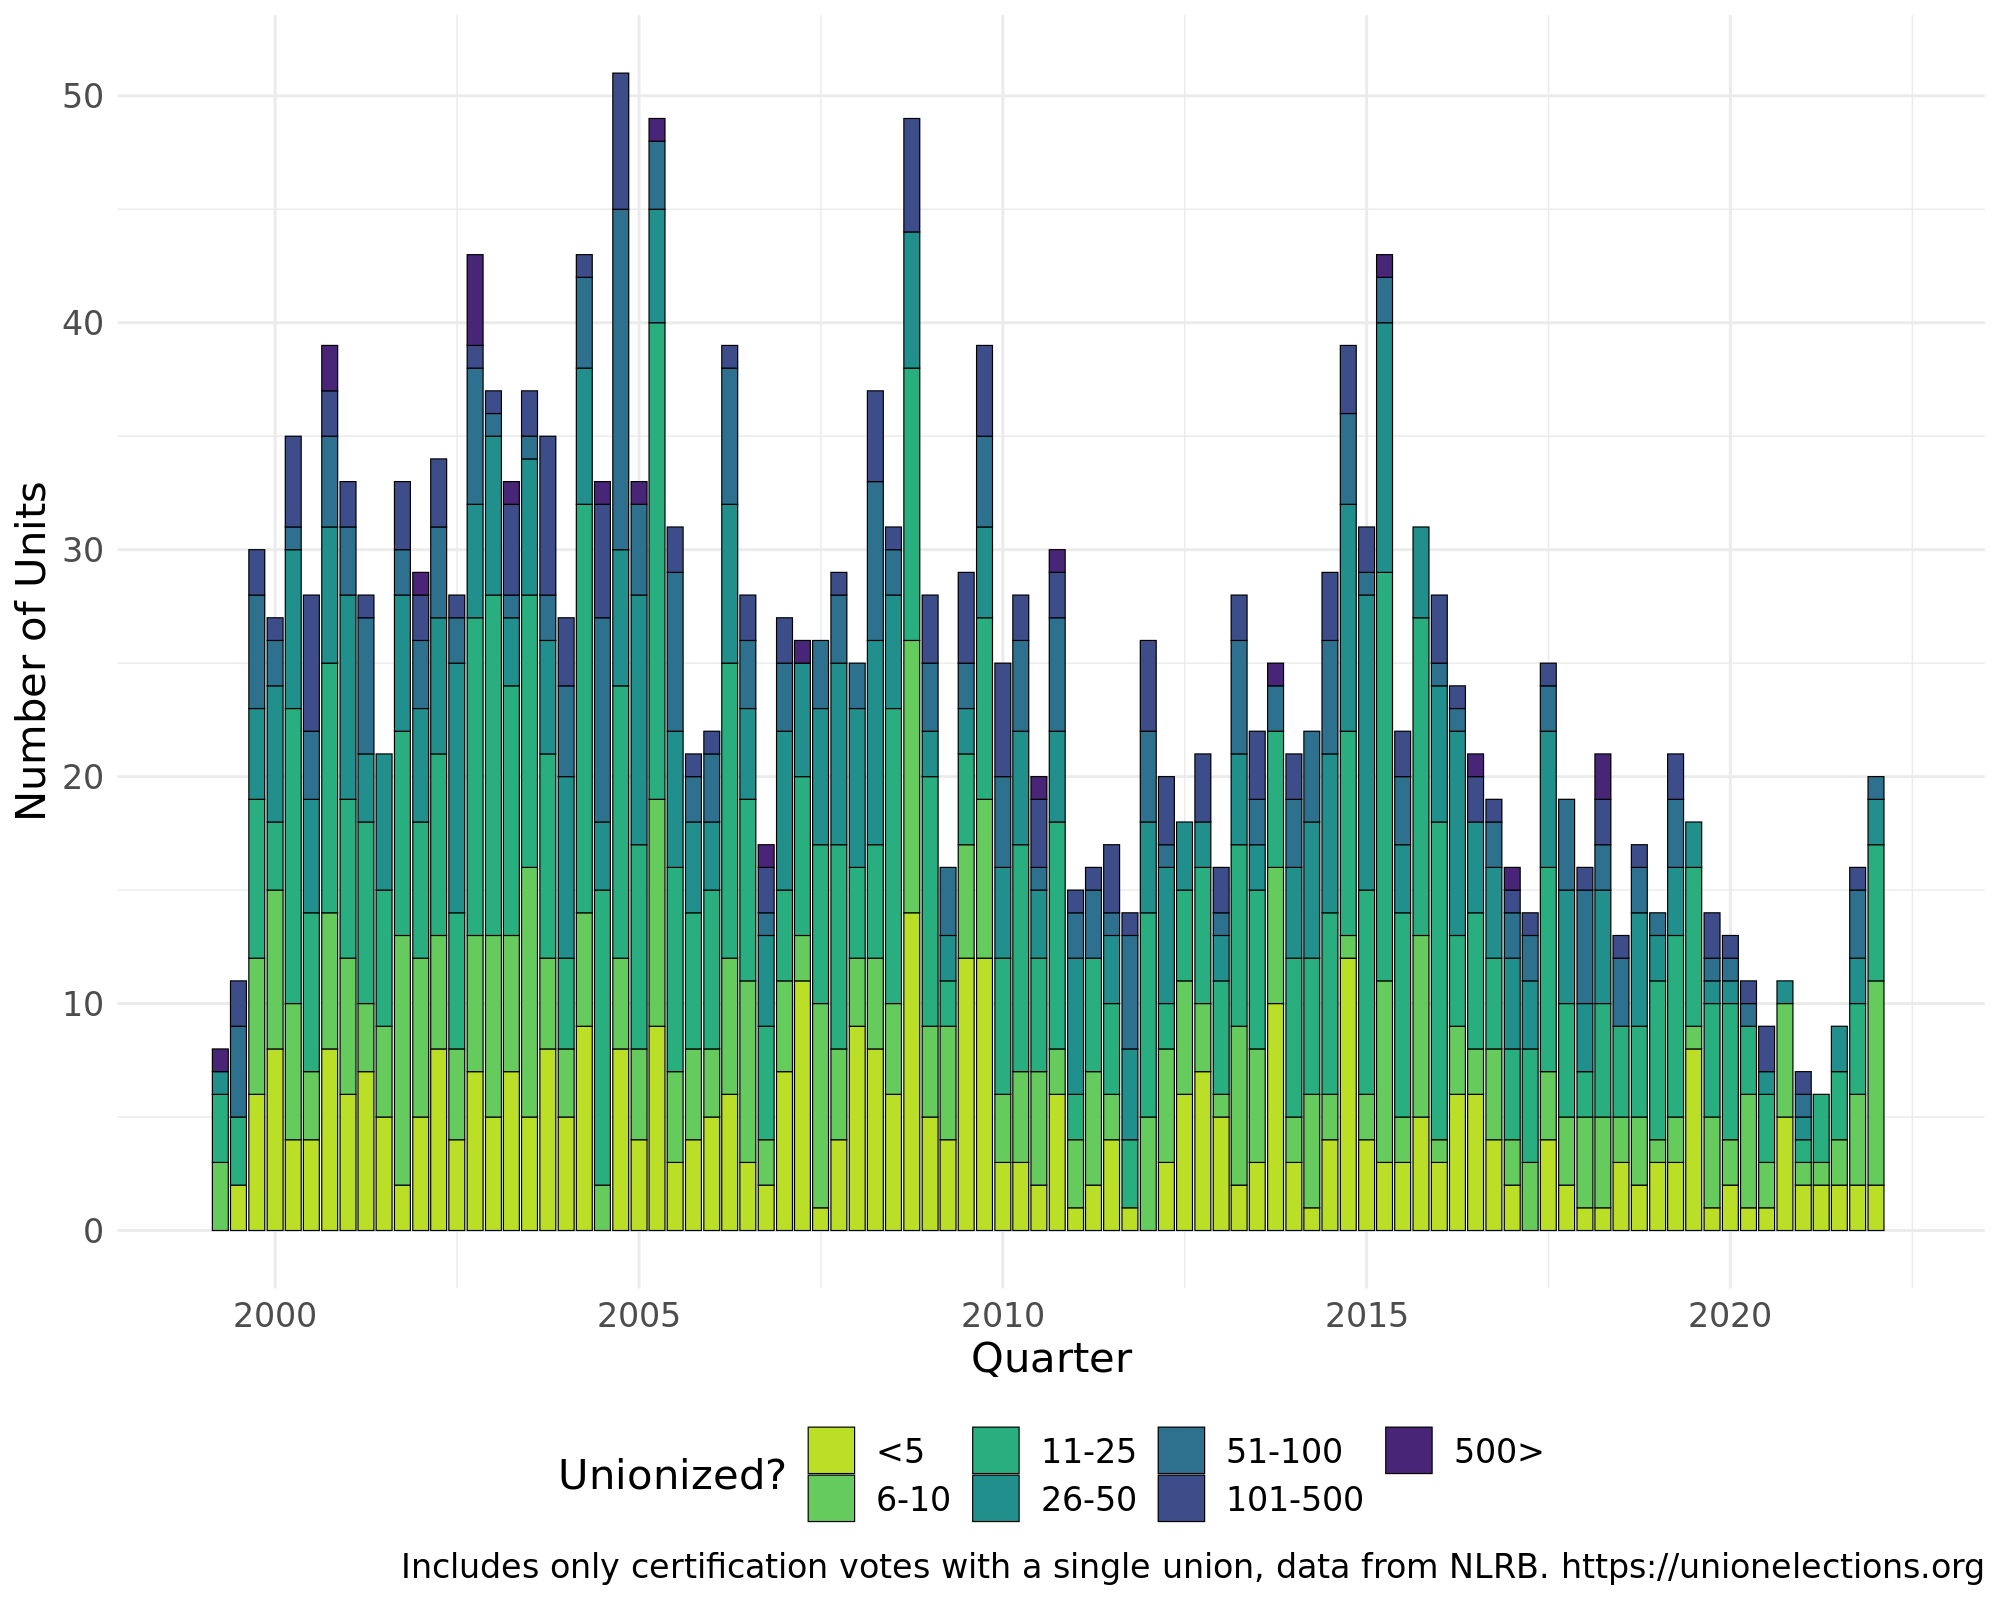 50
40
30
20
10
0
Number of Units
2000 2005 2010 2015 2020
Quarter
Unionized?
<5 11-25 51-100 500>
6-10 26-50 101-500
Includes only certification votes with a single union, data from NLRB. https://unionelections.org